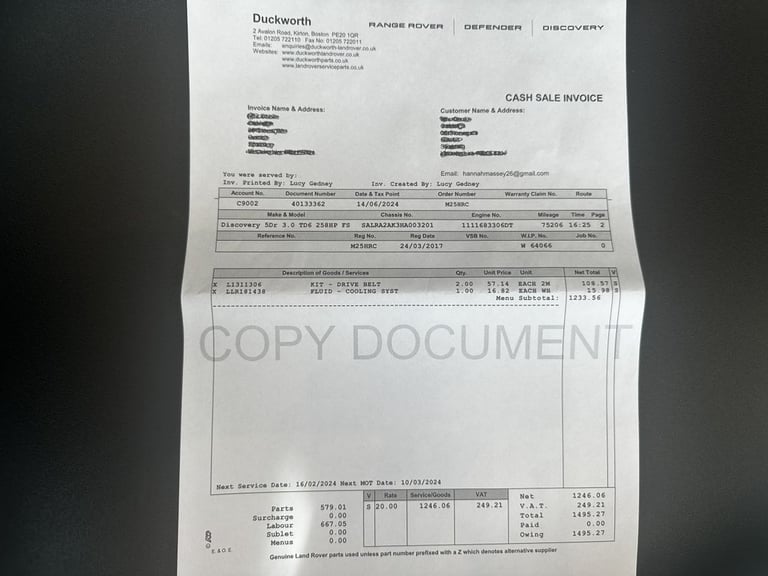 Duckworth
2 Avalon Road, Kirton, Boston PE20 1QR
Tel: 01205 722110 Fax No: 01205 722011
Emails: enquiries@duckworth-landrover.co.uk
Websites: www.duckworthlandrover.co.uk
www.duckworthparts.co.uk
www.landroverserviceparts.co.uk
RANGE ROVER DEFENDER DISCOVERY
CASH SALE INVOICE
Invoice Name & Address: Customer Name & Address:
You were served by: Email: hannahmassey26@gmail.com
Inv. Printed By: Lucy Gedney Inv. Created By: Lucy Gedney
Account No. Document Number Date & Tax Point Order Number Warranty Claim No. Route
C9002 40133362 14/06/2024 M25HRC
Make & Model Chassis No. Engine No. Mileage Time Page
Discovery 5Dr 3.0 TD6 258HP FS SALRA2AK3HA003201 1111683306DT 75206 16:25 2
Reference No. Reg No. Reg Date VSB No. W.I.P. No. Job No.
M25HRC 24/03/2017 W 64066 0
Description of Goods / Services Qty. Unit Price Unit Net Total V
X L1311306 KIT - DRIVE BELT 2.00 57.14 EACH 2M 108.57 S
X LLR181438 FLUID - COOLING SYST 1.00 16.82 EACH WH 15.98 S
Menu Subtotal: 1233.56
COPY DOCUMENT
Next Service Date: 16/02/2024 Next MOT Date: 10/03/2024
V Rate Service/Goods VAT
S 20.00 1246.06 249.21
Parts 579.01
Surcharge 0.00
Labour 667.05
Sublet 0.00
Menus 0.00
Net 1246.06
V.A.T. 249.21
Total 1495.27
Paid 0.00
Owing 1495.27
E. & O. E.
Genuine Land Rover parts used unless part number prefixed with a Z which denotes alternative supplier